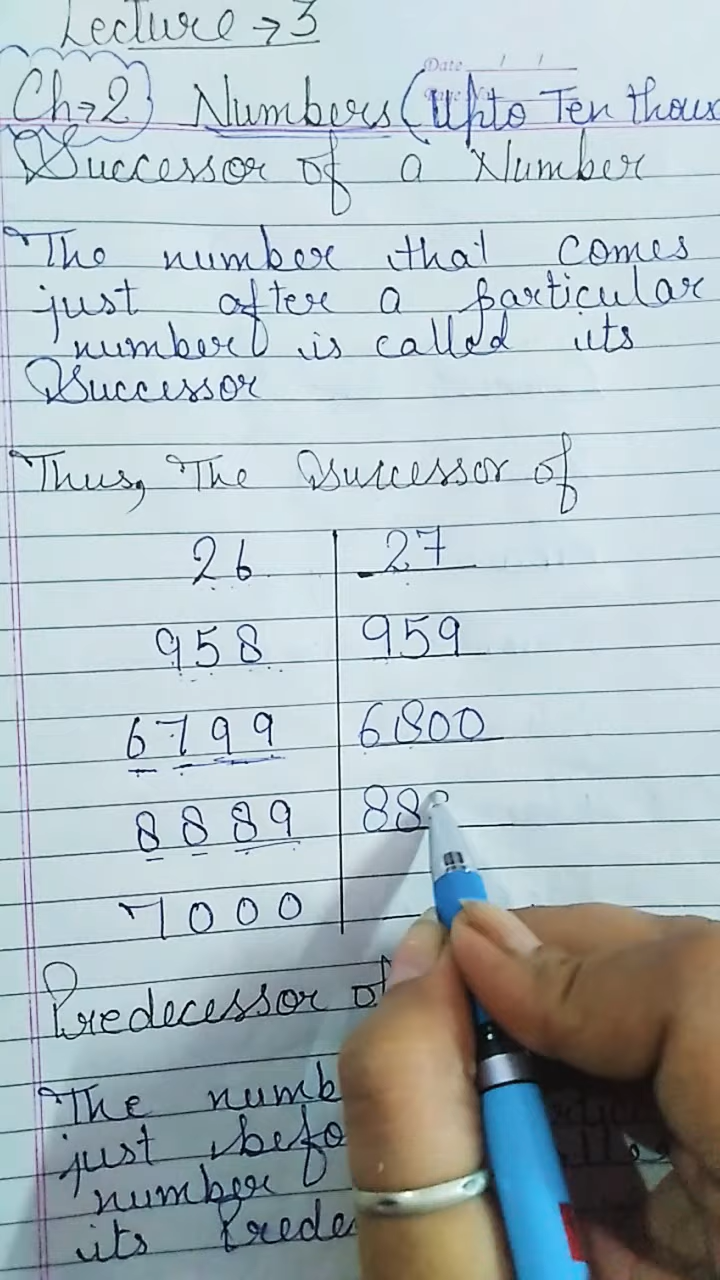 Lecture → 3
Date / /
Ch→2) Numbers (Upto Ten thous
Successor of a Number
The number that comes
just after a particular
number is called its
Successor
Thus, The Successor of
26 27
958 959
6799 6800
8889 88
7000
Predecessor of
The numb
just befo
number
its Prede